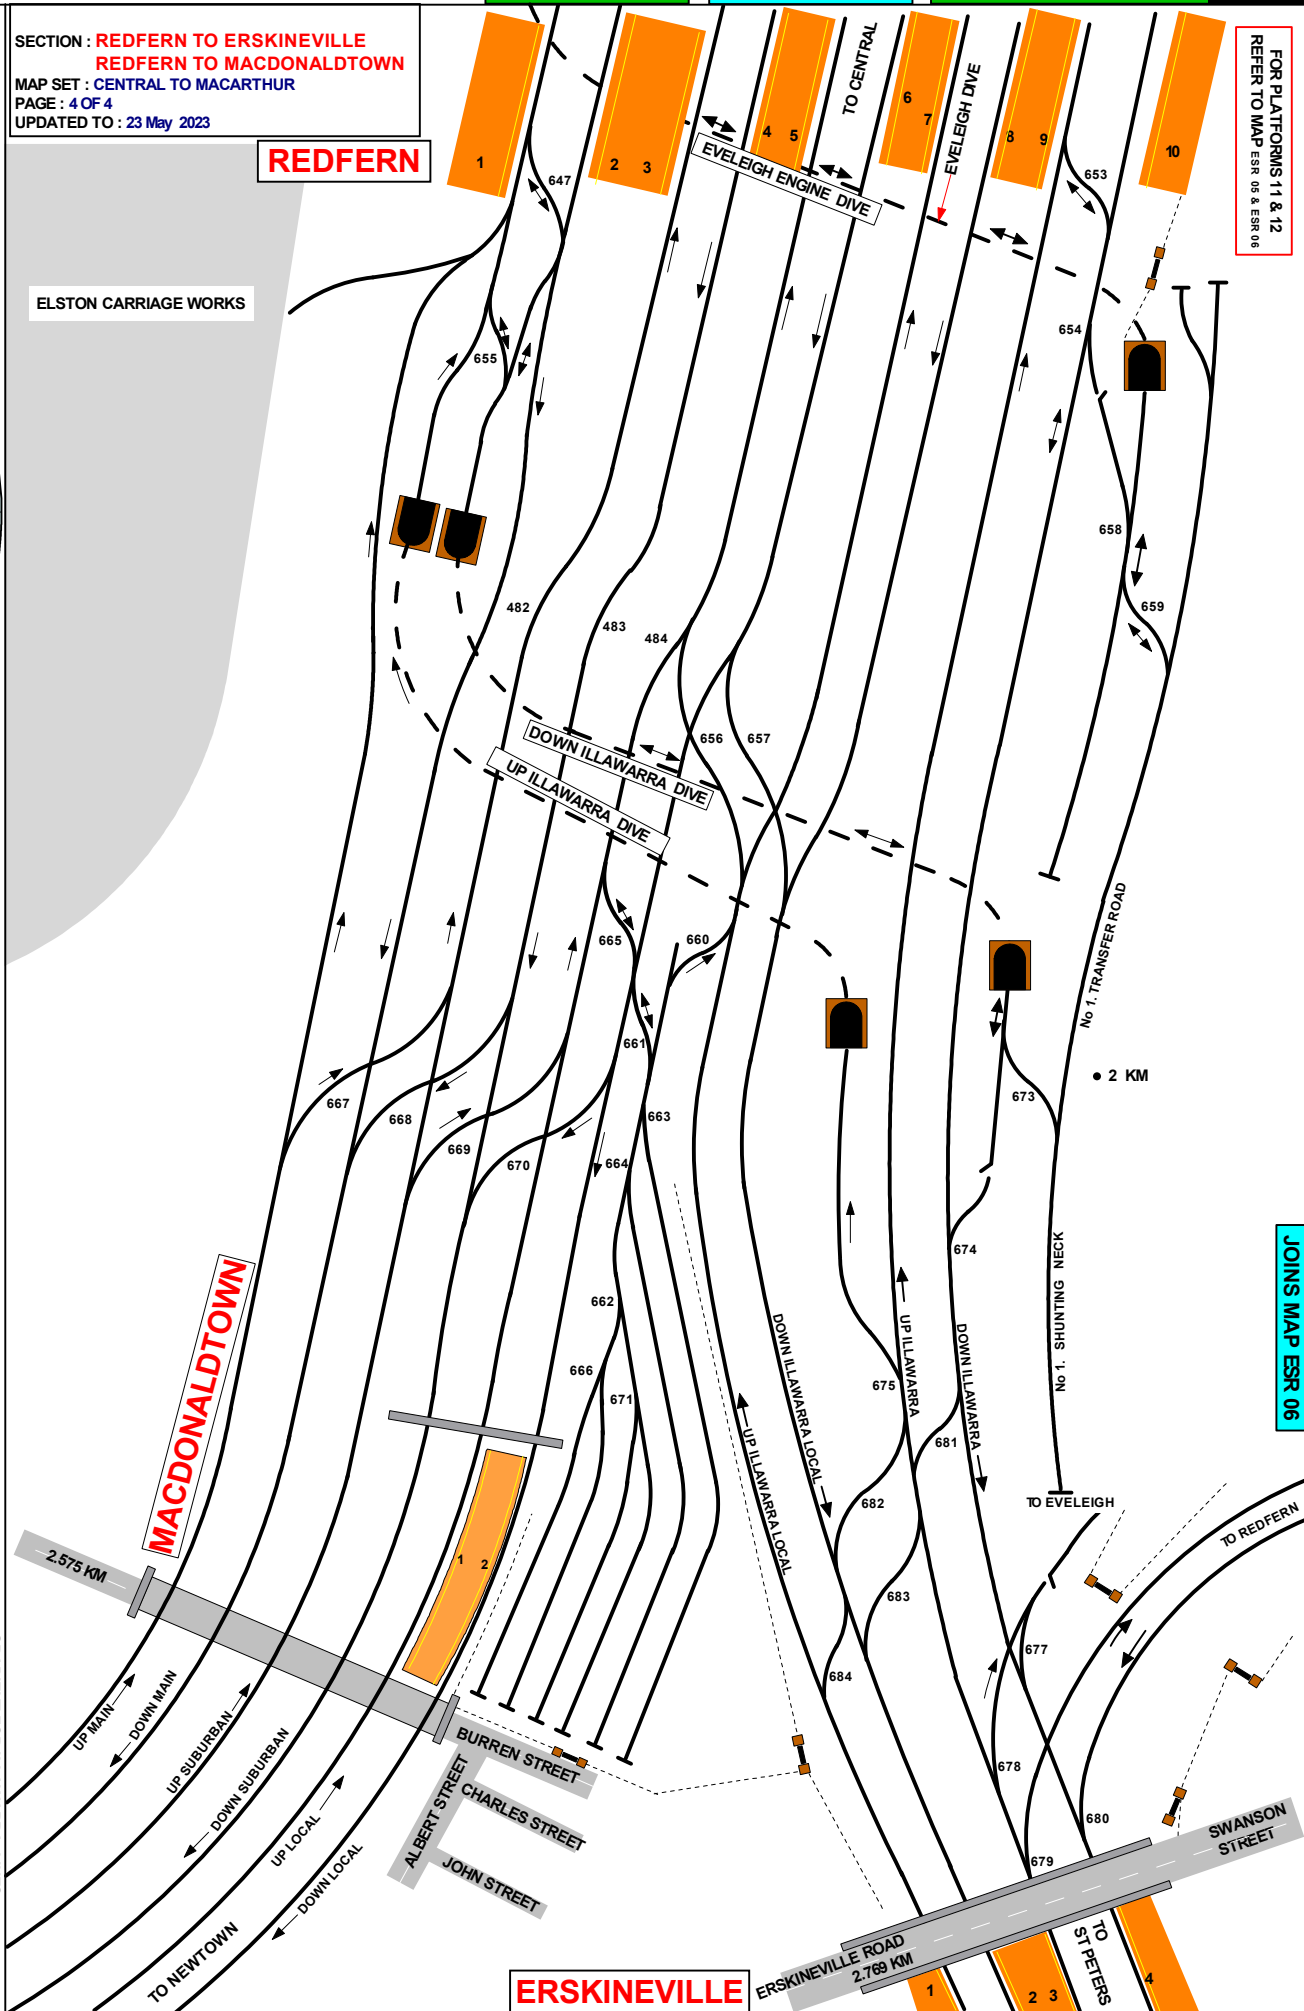 SECTION : REDFERN TO ERSKINEVILLE
REDFERN TO MACDONALDTOWN
MAP SET : CENTRAL TO MACARTHUR
PAGE : 4 OF 4
UPDATED TO : 23 May 2023
REDFERN
FOR PLATFORMS 11 & 12
REFER TO MAP ESR 05 & ESR 06
1
2 3
4 5
6
7
8 9
10
TO CENTRAL
EVELEIGH DIVE
EVELEIGH ENGINE DIVE
647
653
ELSTON CARRIAGE WORKS
654
655
658
482
483
484
659
656
657
DOWN ILLAWARRA DIVE
UP ILLAWARRA DIVE
665
660
No 1. TRANSFER ROAD
661
2 KM
667
668
669
670
663
664
673
674
662
666
671
675
681
682
683
684
677
678
679
680
No 1. SHUNTING NECK
JOINS MAP ESR 06
MACDONALDTOWN
UP ILLAWARRA
DOWN ILLAWARRA
DOWN ILLAWARRA LOCAL
UP ILLAWARRA LOCAL
TO EVELEIGH
TO REDFERN
1 2
2.575 KM
UP MAIN
DOWN MAIN
UP SUBURBAN
DOWN SUBURBAN
UP LOCAL
DOWN LOCAL
TO NEWTOWN
BURREN STREET
ALBERT STREET
CHARLES STREET
JOHN STREET
SWANSON
STREET
ERSKINEVILLE ROAD
2.769 KM
TO
ST PETERS
ERSKINEVILLE
1
2 3
4